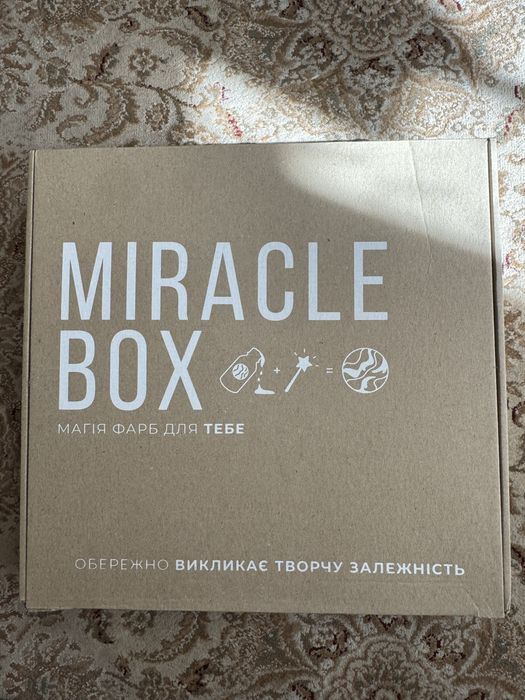 MIRACLE
BOX
+ =
МАГІЯ ФАРБ ДЛЯ ТЕБЕ
ОБЕРЕЖНО ВИКЛИКАЄ ТВОРЧУ ЗАЛЕЖНІСТЬ